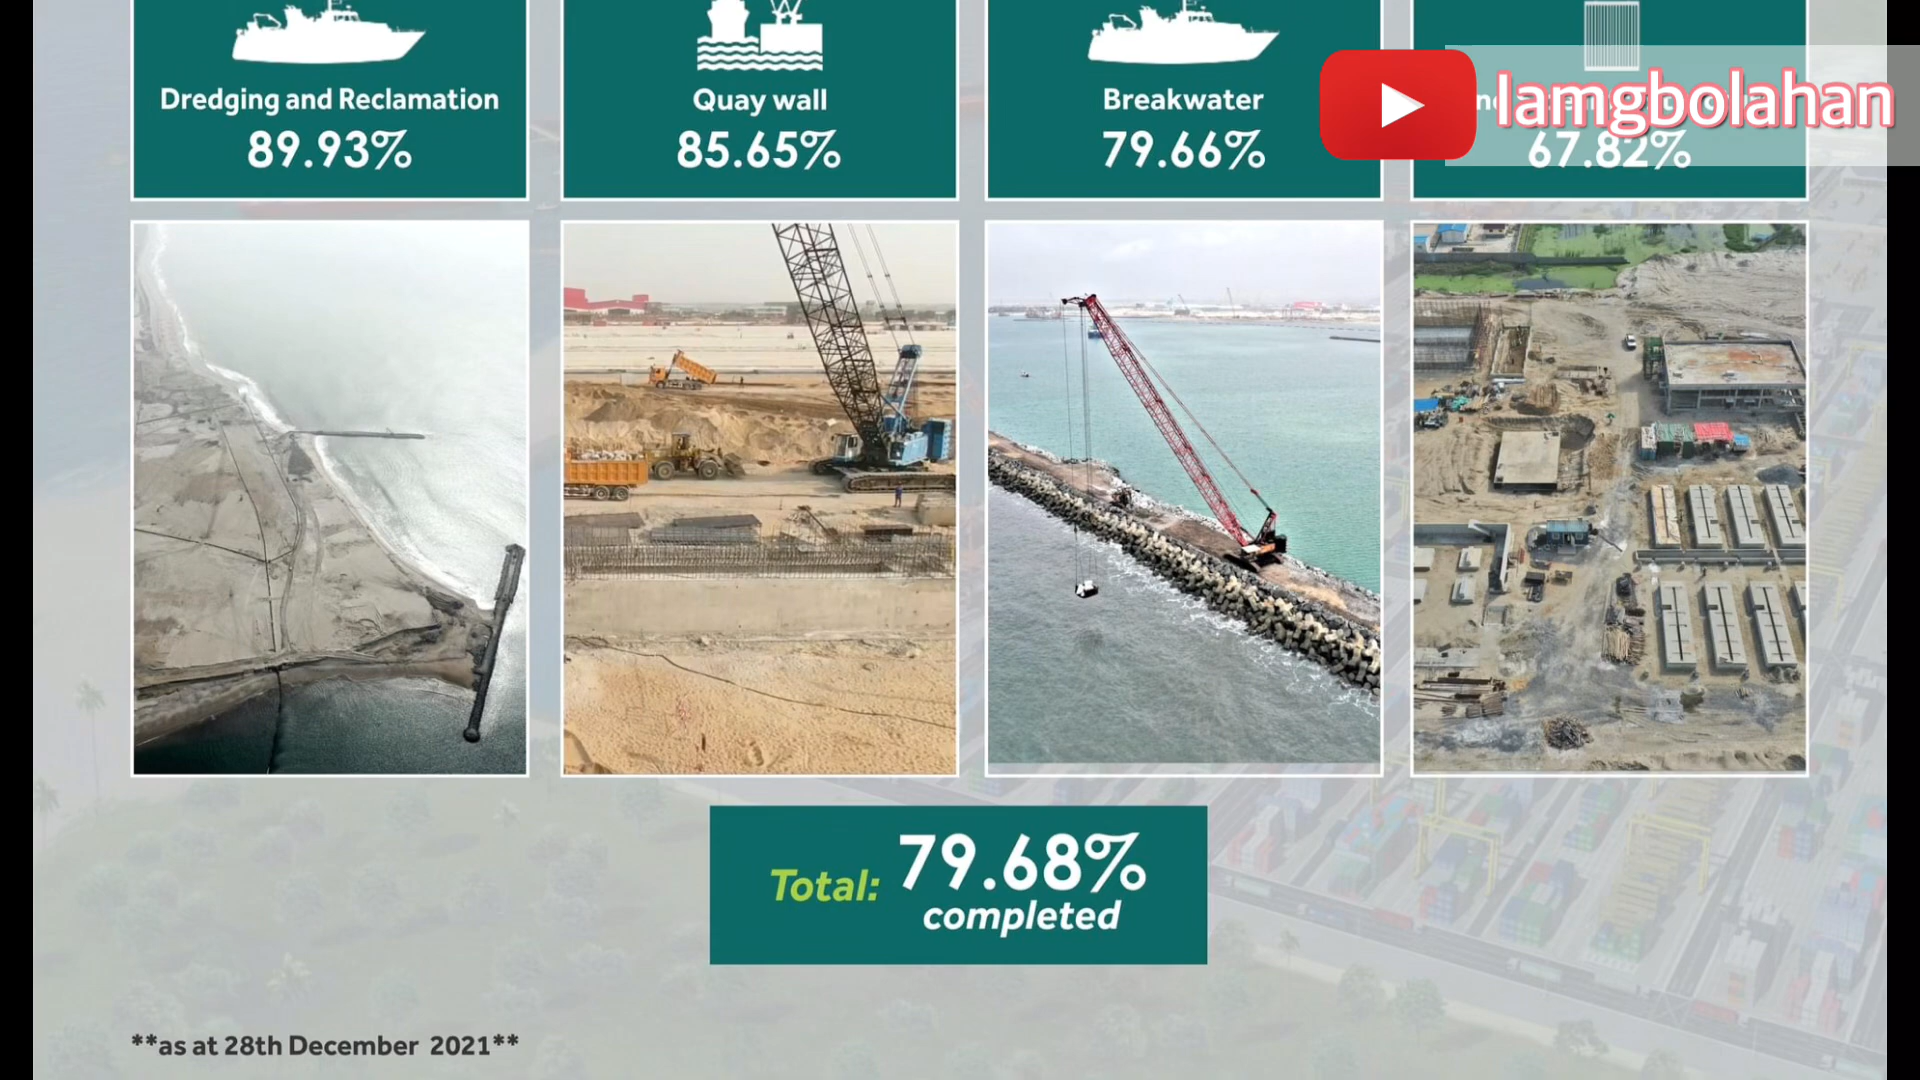 Dredging and Reclamation
89.93%
Quay wall
85.65%
Breakwater
79.66%
67.82%
Iamgbolahan
Total: 79.68%
completed
**as at 28th December 2021**